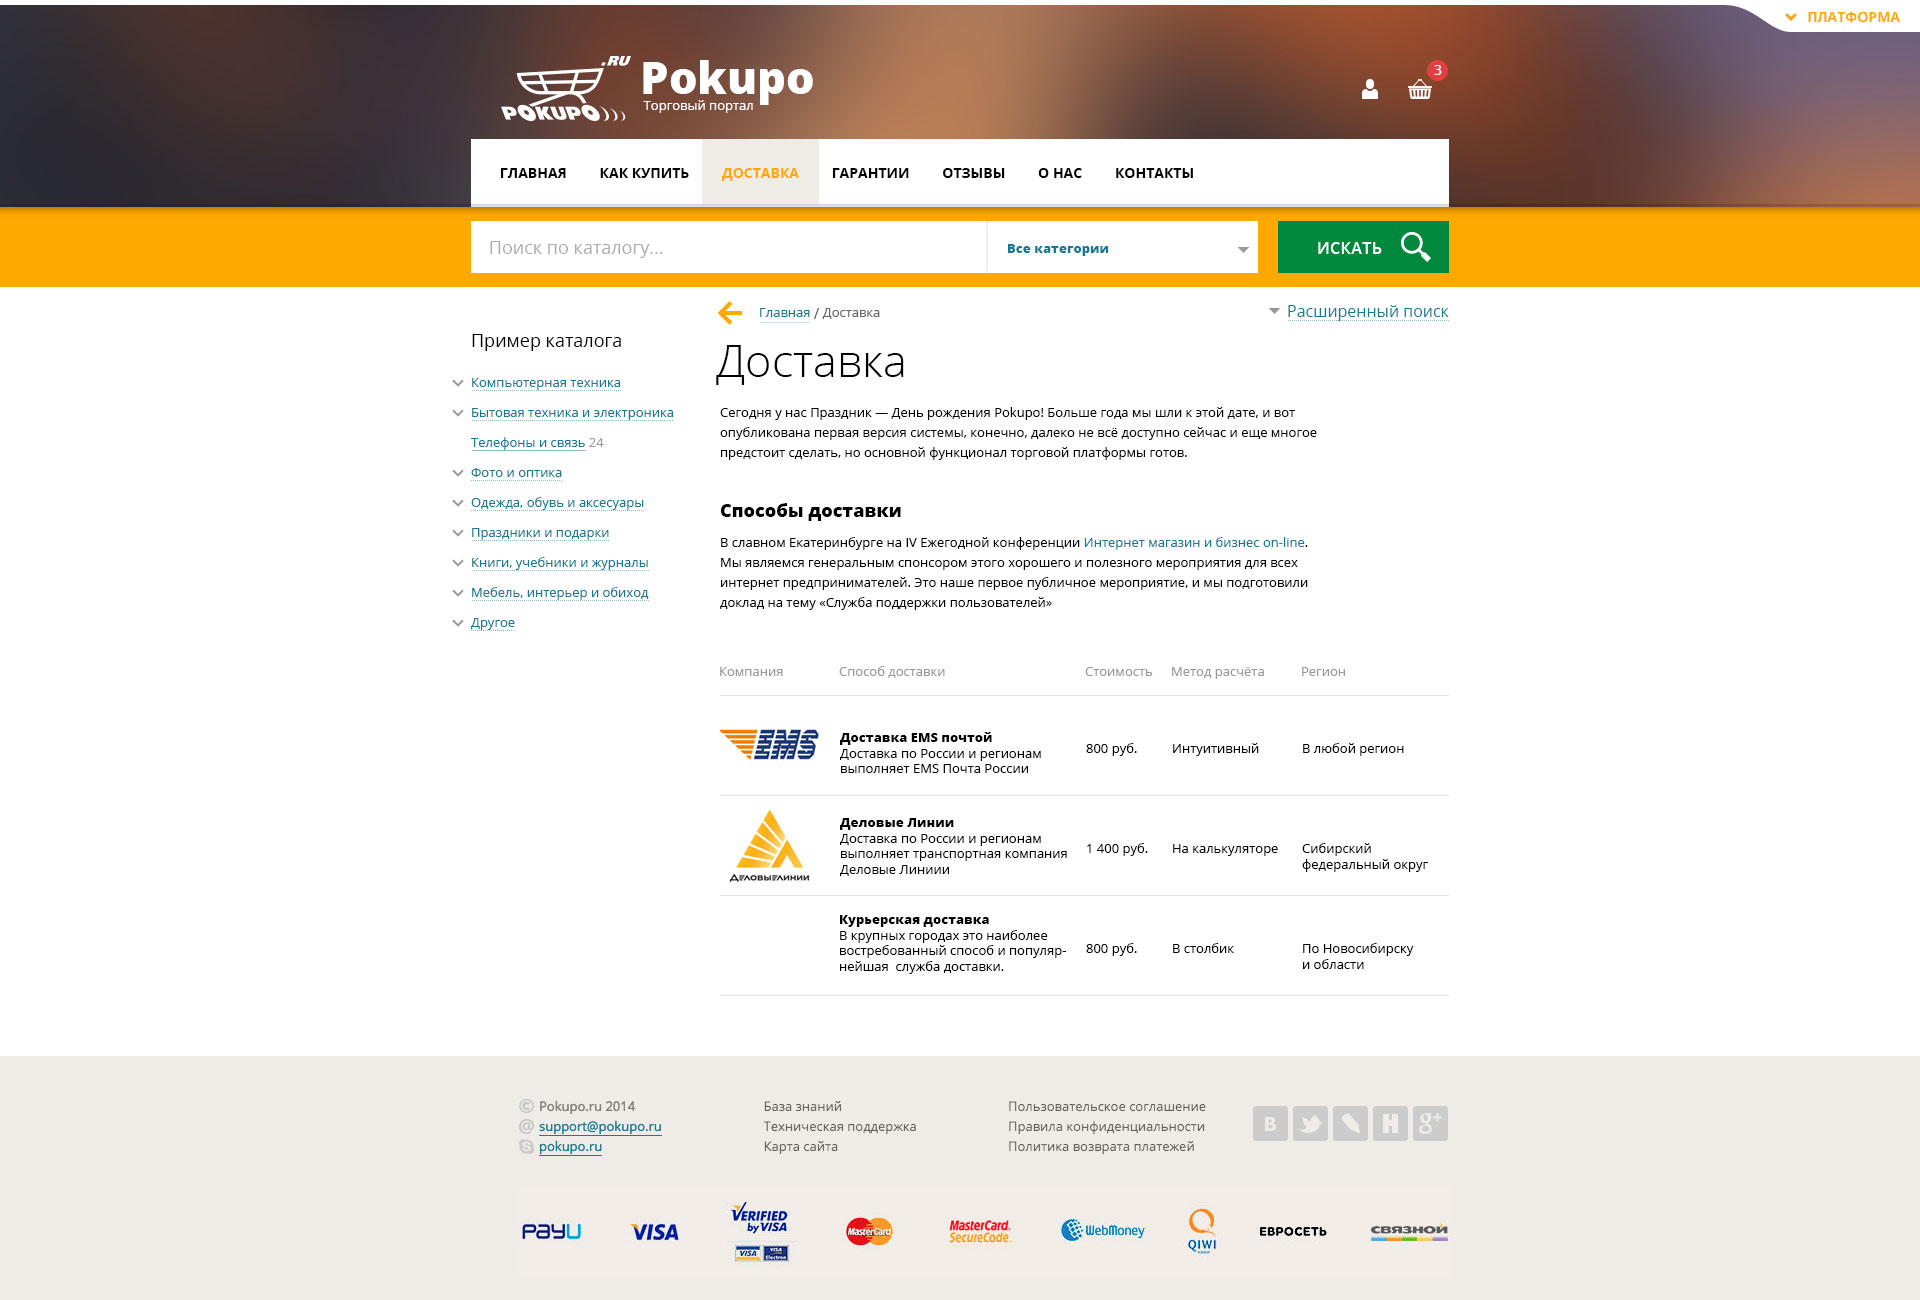 ПЛАТФОРМА
.RU
POKUPO
Pokupo
Торговый портал
3
ГЛАВНАЯ КАК КУПИТЬ ДОСТАВКА ГАРАНТИИ ОТЗЫВЫ О НАС КОНТАКТЫ
Поиск по каталогу...
Все категории
ИСКАТЬ
Главная / Доставка
Расширенный поиск
Пример каталога
Компьютерная техника
Бытовая техника и электроника
Телефоны и связь 24
Фото и оптика
Одежда, обувь и аксесуары
Праздники и подарки
Книги, учебники и журналы
Мебель, интерьер и обиход
Другое
Доставка
Сегодня у нас Праздник — День рождения Pokupo! Больше года мы шли к этой дате, и вот
опубликована первая версия системы, конечно, далеко не всё доступно сейчас и еще многое
предстоит сделать, но основной функционал торговой платформы готов.
Способы доставки
В славном Екатеринбурге на IV Ежегодной конференции Интернет магазин и бизнес on-line.
Мы являемся генеральным спонсором этого хорошего и полезного мероприятия для всех
интернет предпринимателей. Это наше первое публичное мероприятие, и мы подготовили
доклад на тему «Служба поддержки пользователей»
Компания Способ доставки Стоимость Метод расчёта Регион
EMS
Доставка EMS почтой
Доставка по России и регионам
выполняет EMS Почта России
800 руб.
Интуитивный
В любой регион
ДЕЛОВЫЕ ЛИНИИ
Деловые Линии
Доставка по России и регионам
выполняет транспортная компания
Деловые Линиии
1 400 руб.
На калькуляторе
Сибирский
федеральный округ
Курьерская доставка
В крупных городах это наиболее
востребованный способ и популяр-
нейшая  служба доставки.
800 руб.
В столбик
По Новосибирску
и области
© Pokupo.ru 2014
@ support@pokupo.ru
pokupo.ru
База знаний
Техническая поддержка
Карта сайта
Пользовательское соглашение
Правила конфиденциальности
Политика возврата платежей
B
H
g+
PayU
VISA
VERIFIED
by VISA
VISA
VISA
Electron
MasterCard
MasterCard.
SecureCode.
WebMoney
QIWI
ЕВРОСЕТЬ
СВЯЗНОЙ